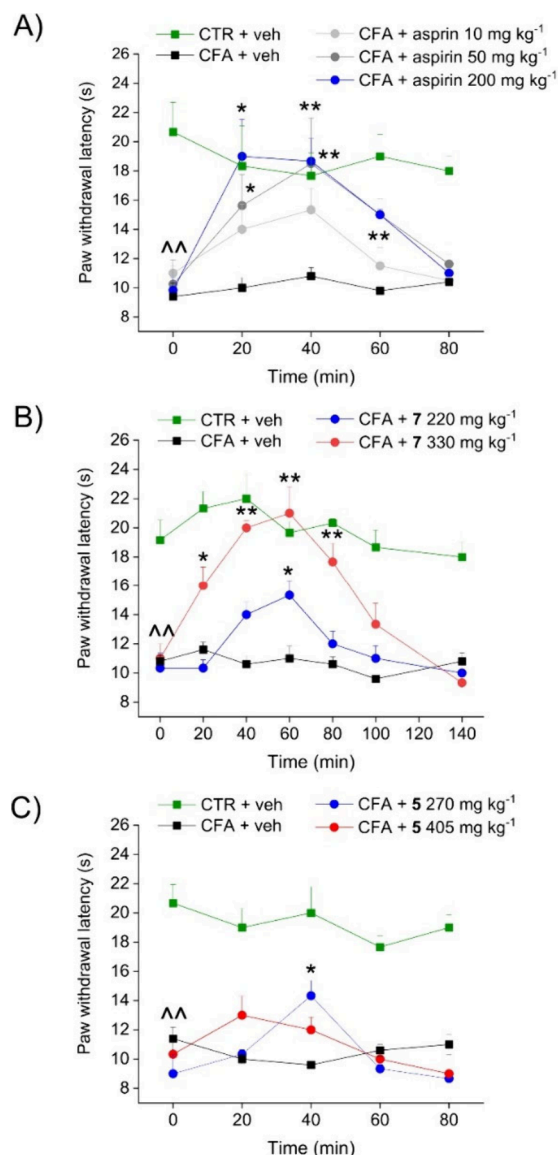 A)
CTR + veh
CFA + veh
CFA + asprin 10 mg kg⁻¹
CFA + aspirin 50 mg kg⁻¹
CFA + aspirin 200 mg kg⁻¹
Paw withdrawal latency (s)
26
24
22
20
18
16
14
12
10
8
^^
*
*
**
**
**
0 20 40 60 80
Time (min)
B)
CTR + veh
CFA + veh
CFA + 7 220 mg kg⁻¹
CFA + 7 330 mg kg⁻¹
Paw withdrawal latency (s)
26
24
22
20
18
16
14
12
10
8
^^
*
**
**
*
**
0 20 40 60 80 100 120 140
Time (min)
C)
CTR + veh
CFA + veh
CFA + 5 270 mg kg⁻¹
CFA + 5 405 mg kg⁻¹
Paw withdrawal latency (s)
26
24
22
20
18
16
14
12
10
8
^^
*
0 20 40 60 80
Time (min)